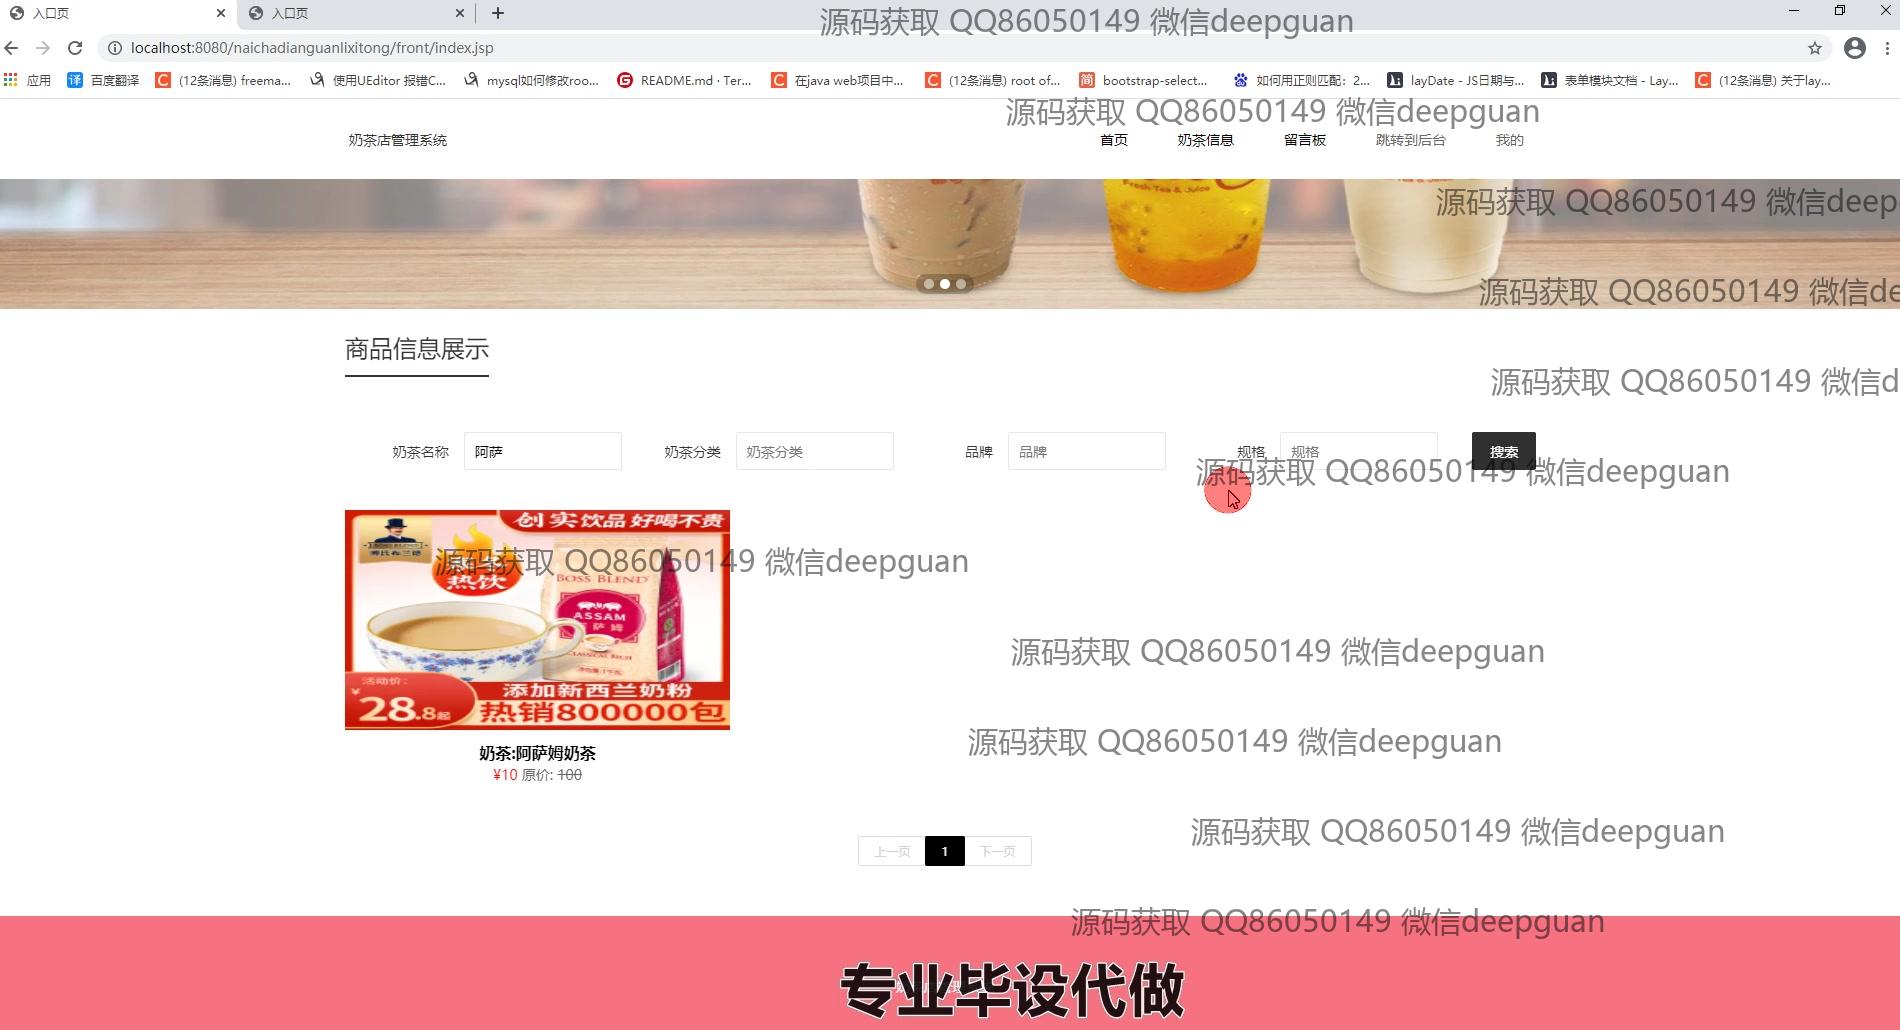 入口页
入口页
源码获取 QQ86050149 微信deepguan
localhost:8080/naichadianguanlixitong/front/index.jsp
应用 百度翻译 (12条消息) freema... 使用UEditor 报错C... mysql如何修改roo... README.md · Ter... 在java web项目中... (12条消息) root of... bootstrap-select... 如何用正则匹配：2... layDate - JS日期与... 表单模块文档 - Lay... (12条消息) 关于lay...
源码获取 QQ86050149 微信deepguan
奶茶店管理系统 首页 奶茶信息 留言板 跳转到后台 我的
Fresh Tea & Juice
源码获取 QQ86050149 微信deep
源码获取 QQ86050149 微信de
商品信息展示
源码获取 QQ86050149 微信d
奶茶名称 阿萨 奶茶分类 奶茶分类 品牌 品牌 规格 规格 搜索
源码获取 QQ86050149 微信deepguan
创实饮品 好喝不贵
源码获取 QQ86050149 微信deepguan
热饮
BOSS BLEND
ASSAM
阿萨姆
CLASSICAL RICH
源码获取 QQ86050149 微信deepguan
活动价：
¥28.8起
添加新西兰奶粉
热销800000包
源码获取 QQ86050149 微信deepguan
奶茶:阿萨姆奶茶
¥10 原价: 100
源码获取 QQ86050149 微信deepguan
上一页 1 下一页
源码获取 QQ86050149 微信deepguan
专业毕设代做